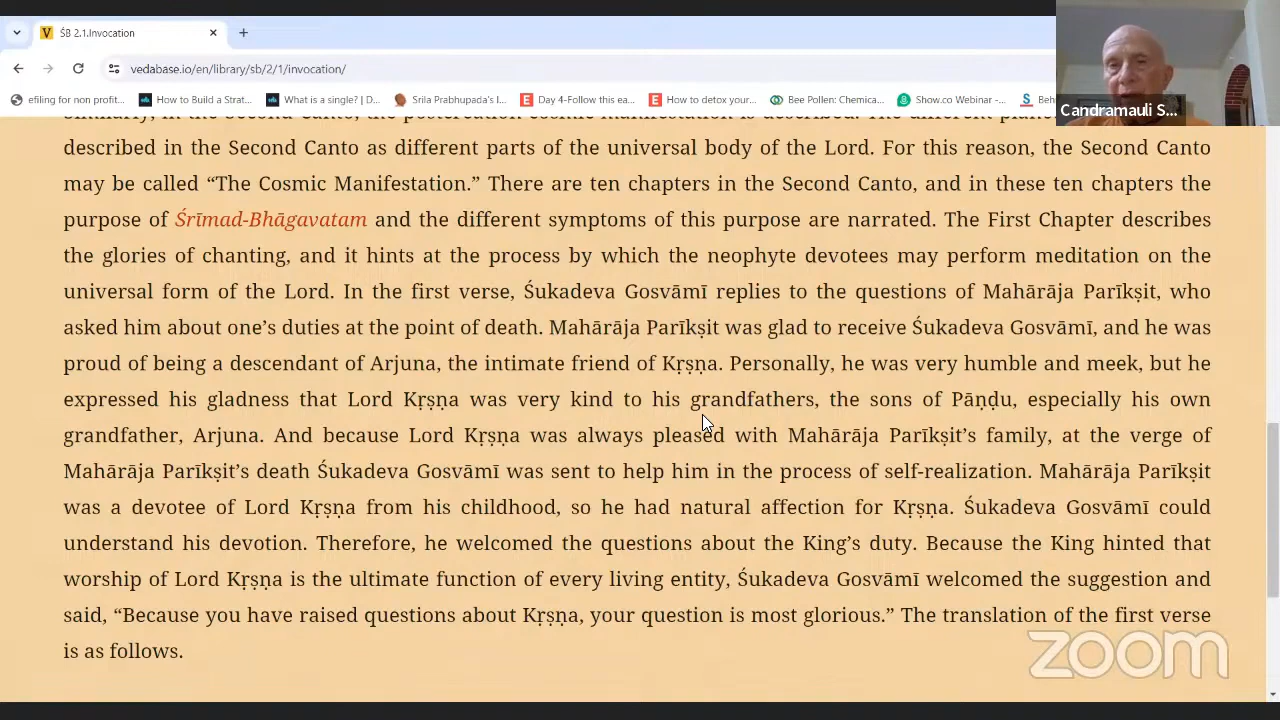 ŚB 2.1.Invocation
vedabase.io/en/library/sb/2/1/invocation/
efiling for non profit... How to Build a Strat... What is a single? | D... Srila Prabhupada's I... Day 4-Follow this ea... How to detox your... Bee Pollen: Chemica... Show.co Webinar -... Beh
Candramauli S...
described in the Second Canto as different parts of the universal body of the Lord. For this reason, the Second Canto
may be called “The Cosmic Manifestation.” There are ten chapters in the Second Canto, and in these ten chapters the
purpose of Śrīmad-Bhāgavatam and the different symptoms of this purpose are narrated. The First Chapter describes
the glories of chanting, and it hints at the process by which the neophyte devotees may perform meditation on the
universal form of the Lord. In the first verse, Śukadeva Gosvāmī replies to the questions of Mahārāja Parīkṣit, who
asked him about one’s duties at the point of death. Mahārāja Parīkṣit was glad to receive Śukadeva Gosvāmī, and he was
proud of being a descendant of Arjuna, the intimate friend of Kṛṣṇa. Personally, he was very humble and meek, but he
expressed his gladness that Lord Kṛṣṇa was very kind to his grandfathers, the sons of Pāṇḍu, especially his own
grandfather, Arjuna. And because Lord Kṛṣṇa was always pleased with Mahārāja Parīkṣit’s family, at the verge of
Mahārāja Parīkṣit’s death Śukadeva Gosvāmī was sent to help him in the process of self-realization. Mahārāja Parīkṣit
was a devotee of Lord Kṛṣṇa from his childhood, so he had natural affection for Kṛṣṇa. Śukadeva Gosvāmī could
understand his devotion. Therefore, he welcomed the questions about the King’s duty. Because the King hinted that
worship of Lord Kṛṣṇa is the ultimate function of every living entity, Śukadeva Gosvāmī welcomed the suggestion and
said, “Because you have raised questions about Kṛṣṇa, your question is most glorious.” The translation of the first verse
is as follows.
zoom